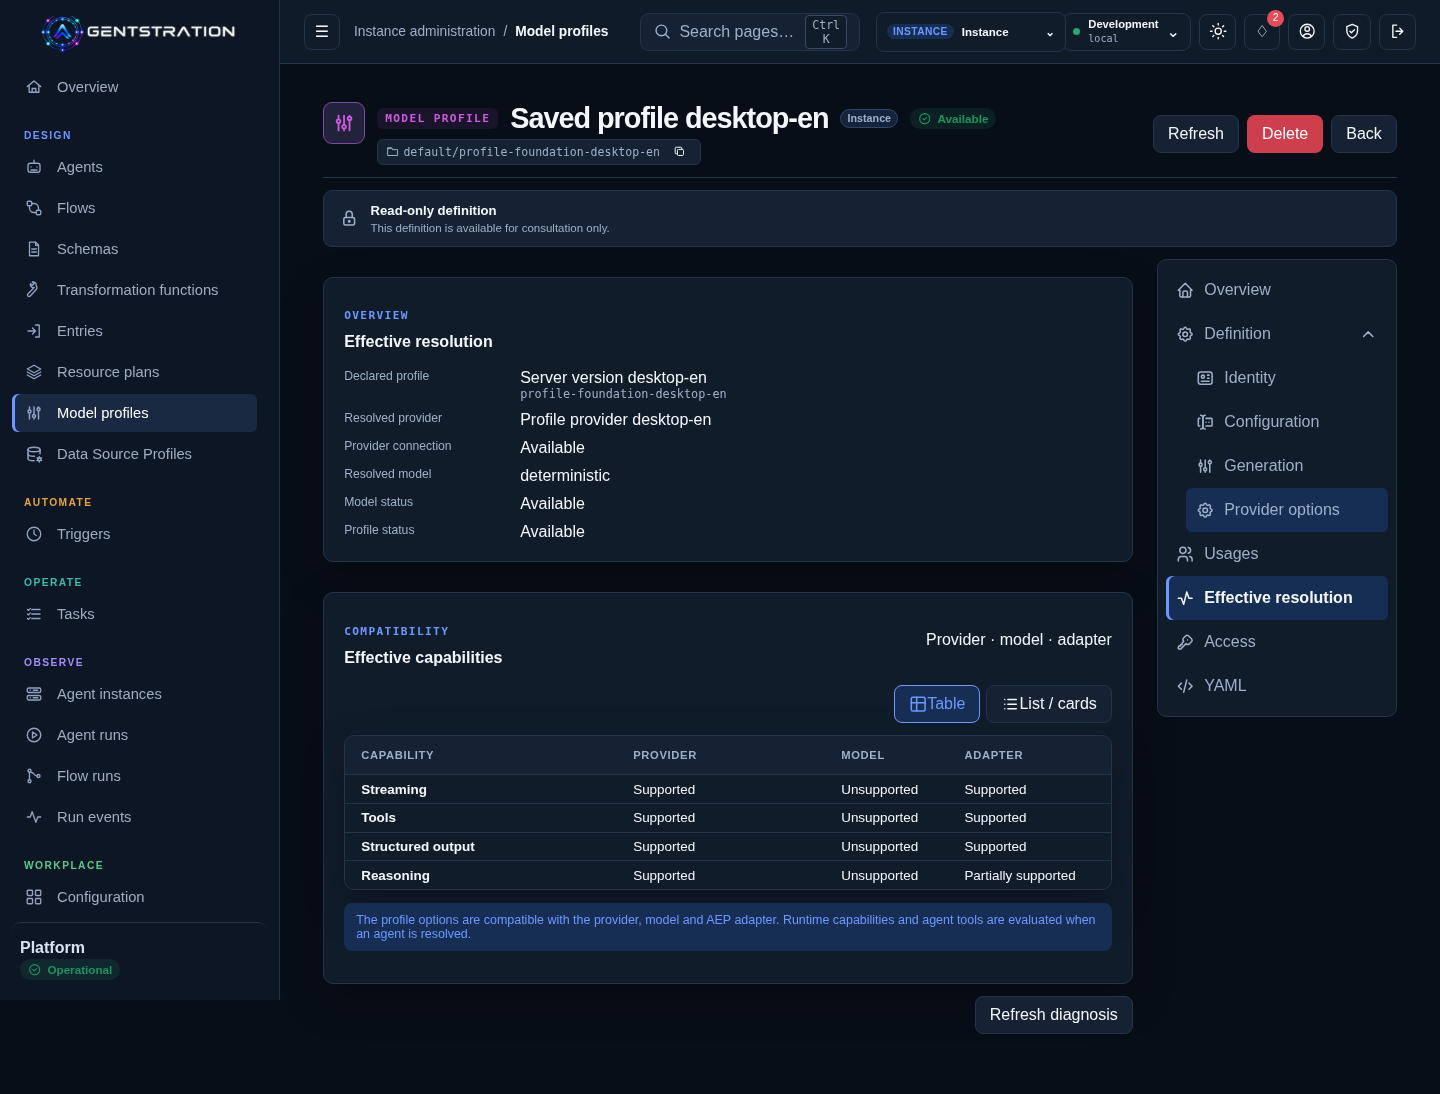 GENTSTRATION
☰
Instance administration / Model profiles
Search pages…
Ctrl K
INSTANCE Instance
Development
local
2
Overview
DESIGN
Agents
Flows
Schemas
Transformation functions
Entries
Resource plans
Model profiles
Data Source Profiles
AUTOMATE
Triggers
OPERATE
Tasks
OBSERVE
Agent instances
Agent runs
Flow runs
Run events
WORKPLACE
Configuration
Platform
Operational
MODEL PROFILE Saved profile desktop-en Instance Available
default/profile-foundation-desktop-en
Refresh Delete Back
Read-only definition
This definition is available for consultation only.
OVERVIEW
Effective resolution
Declared profile Server version desktop-en
profile-foundation-desktop-en
Resolved provider Profile provider desktop-en
Provider connection Available
Resolved model deterministic
Model status Available
Profile status Available
COMPATIBILITY
Effective capabilities
Provider · model · adapter
Table List / cards
CAPABILITY PROVIDER MODEL ADAPTER
Streaming Supported Unsupported Supported
Tools Supported Unsupported Supported
Structured output Supported Unsupported Supported
Reasoning Supported Unsupported Partially supported
The profile options are compatible with the provider, model and AEP adapter. Runtime capabilities and agent tools are evaluated when
an agent is resolved.
Refresh diagnosis
Overview
Definition
Identity
Configuration
Generation
Provider options
Usages
Effective resolution
Access
YAML